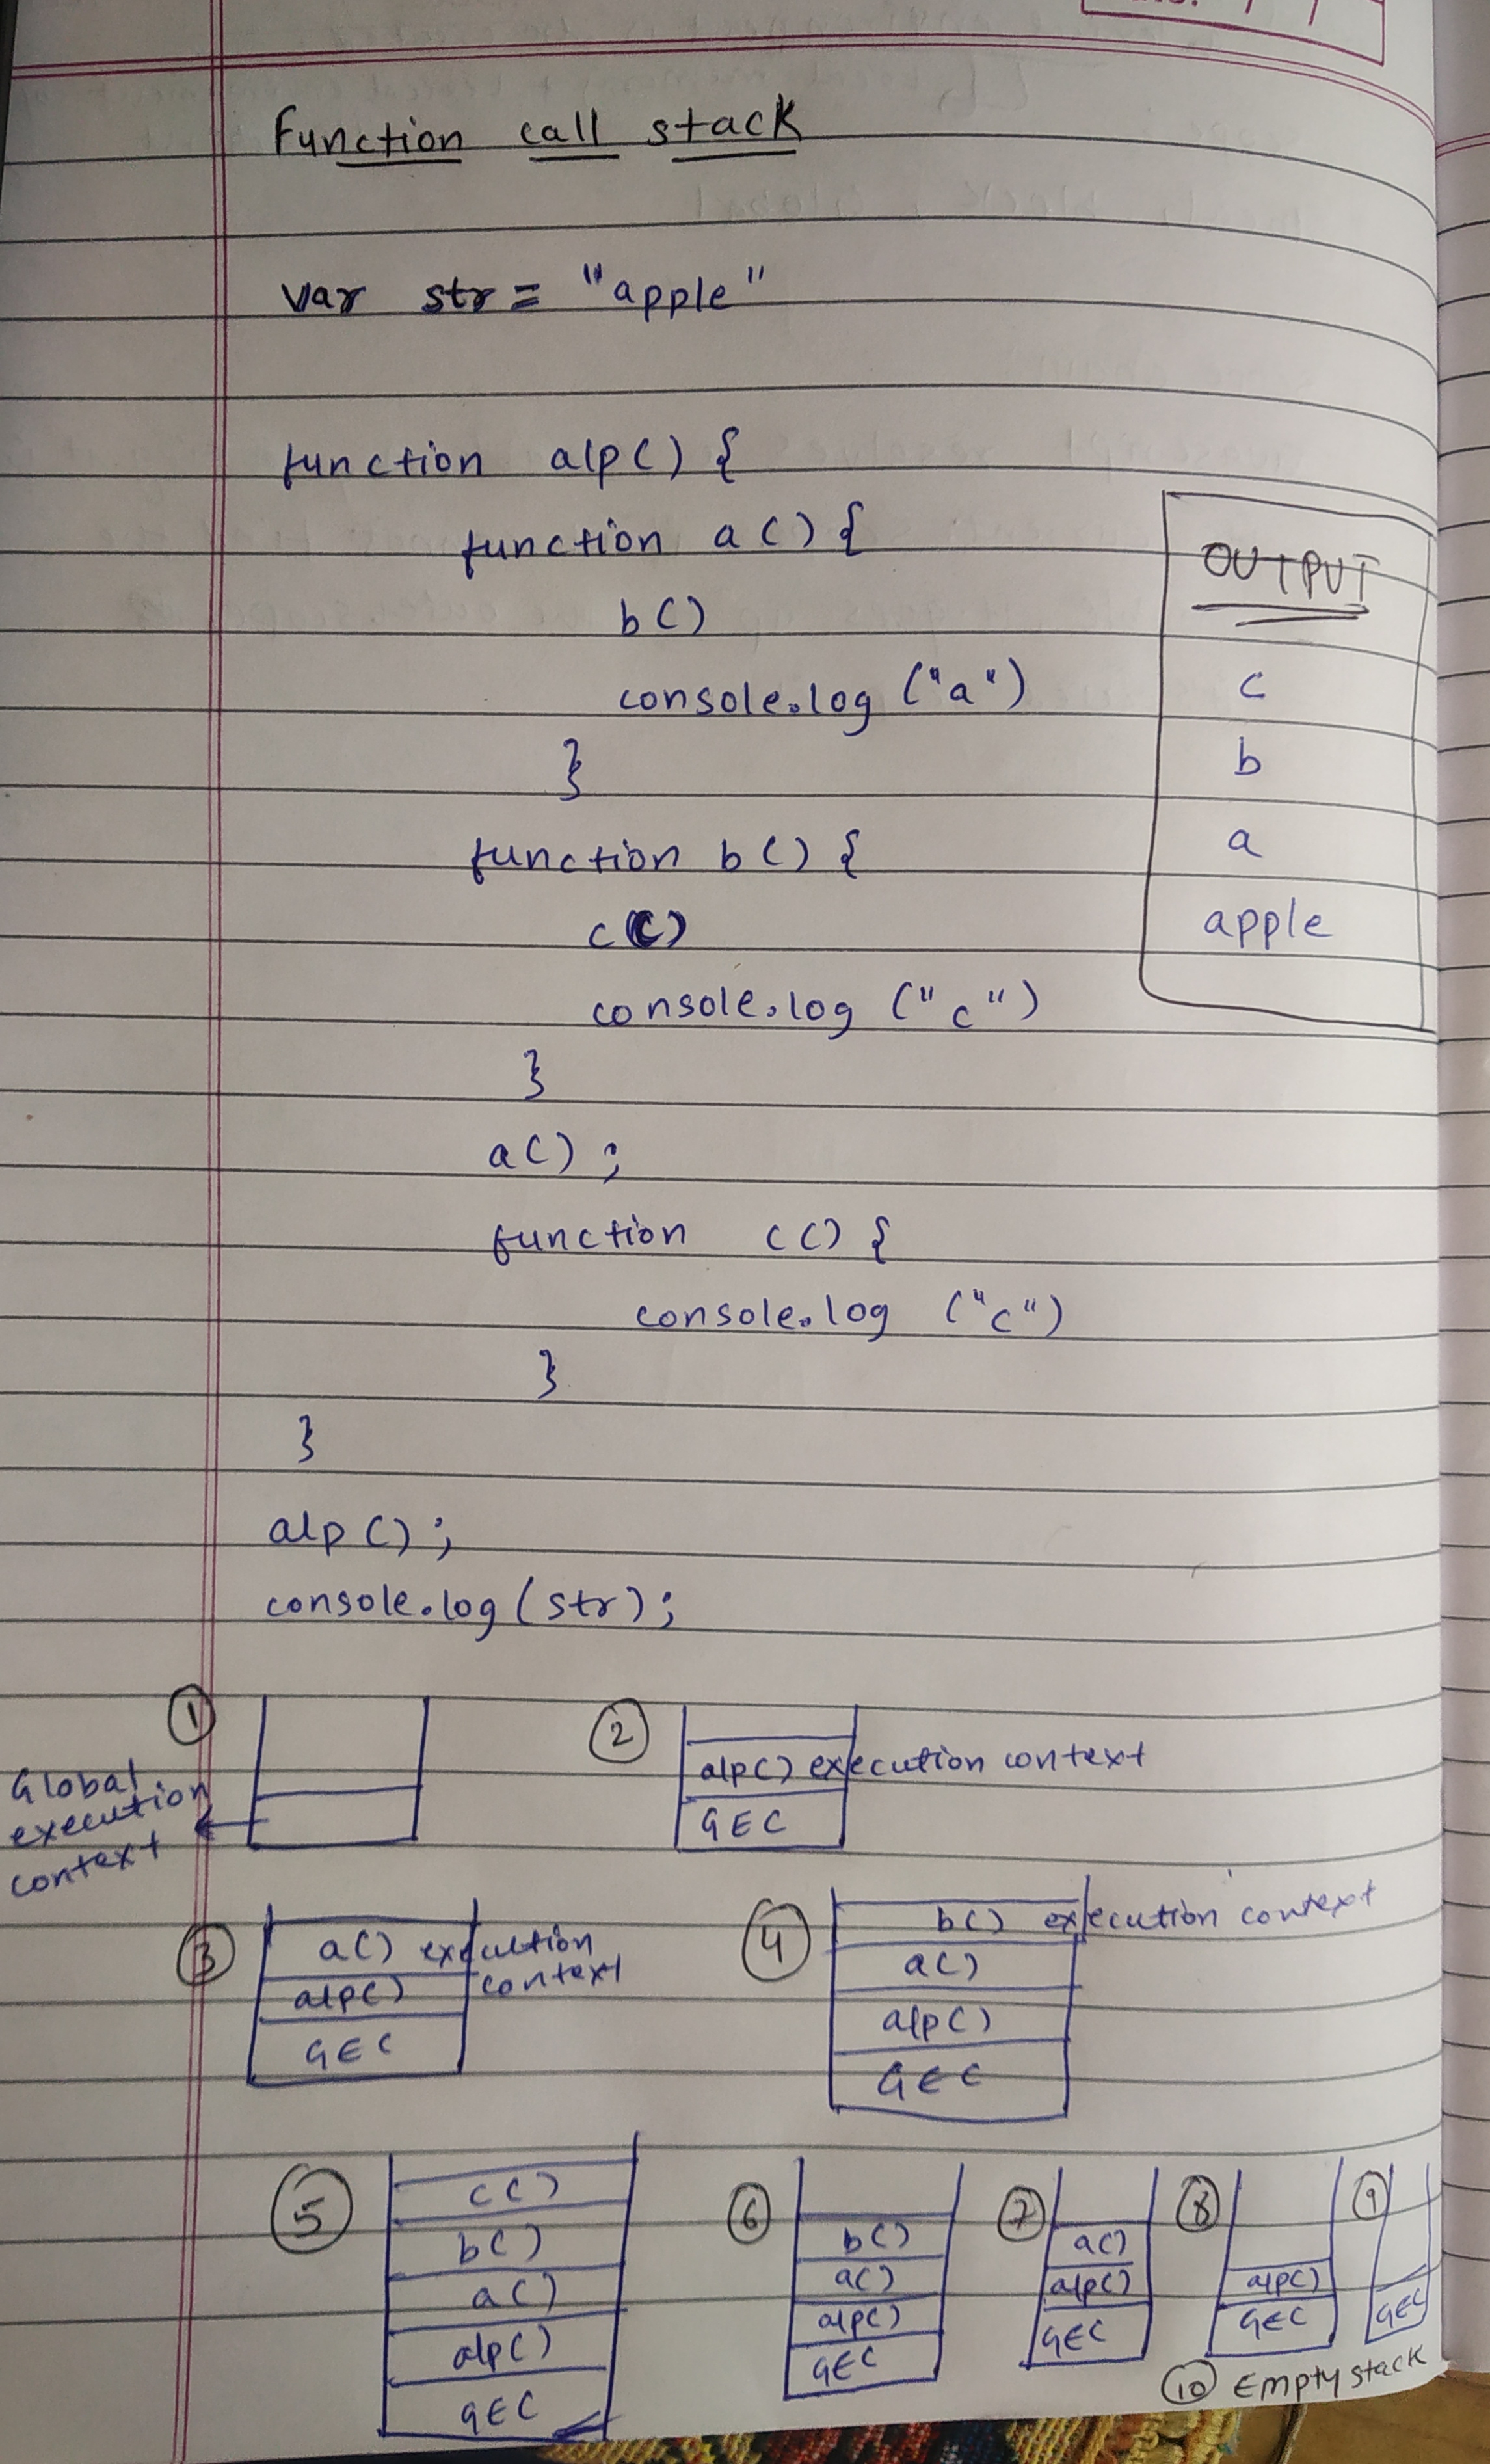 Function call stack
var str = "apple"
function alp() {
function a() {
b()
console.log ("a")
}
function b() {
c()
console.log ("c")
}
a();
function c() {
console.log ("c")
}
}
alp();
console.log(str);
OUTPUT
c
b
a
apple
1
Global
execution
context
2
alp() execution context
GEC
3
a() execution
context
alp()
GEC
4
b() execution context
a()
alp()
GEC
5
c()
b()
a()
alp()
GEC
6
b()
a()
alp()
GEC
7
a()
alp()
GEC
8
alp()
GEC
9
GEC
10 Empty stack